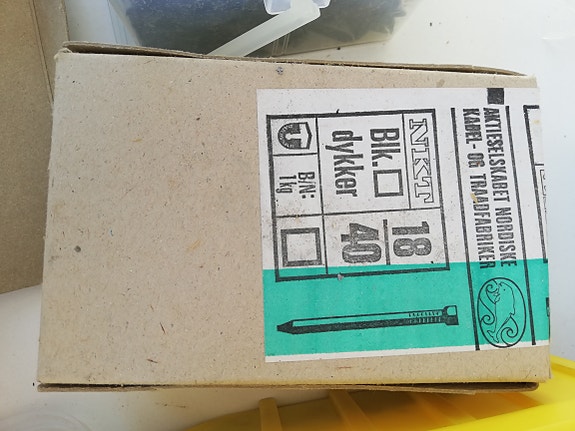 AKTIESELSKABET NORDISKE
KABEL- OG TRAADFABRIKER
NKT
Blk.
dykker
18
40
B/N:
1kg